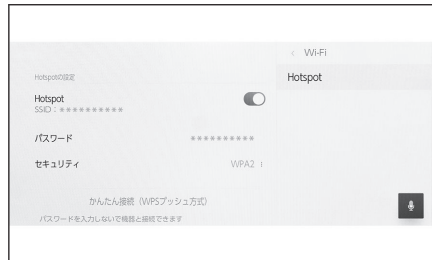 Hotspotの設定
Hotspot
SSID：**********
パスワード
**********
セキュリティ
WPA2
かんたん接続（WPSプッシュ方式）
パスワードを入力しないで機器と接続できます
Wi-Fi
Hotspot